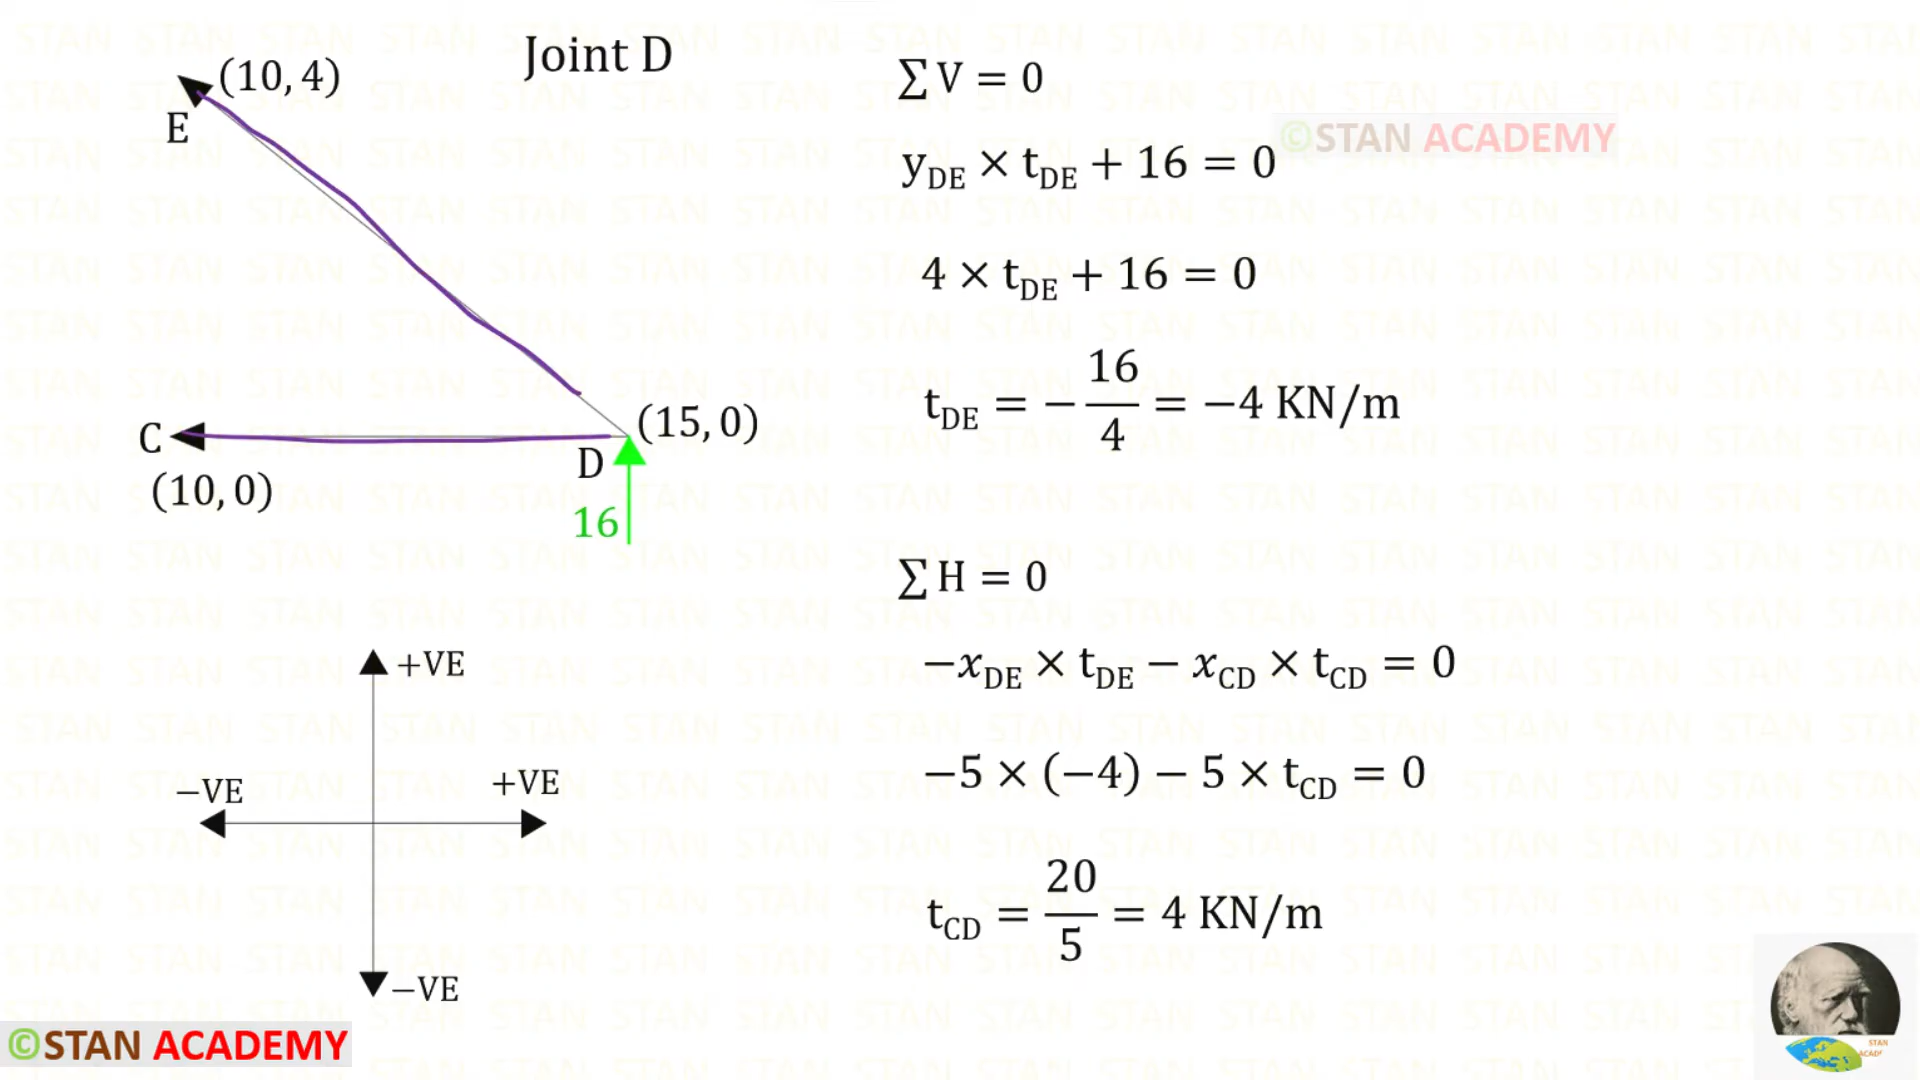 Joint D
(10, 4)
E
C
(10, 0)
D
(15, 0)
16
+VE
−VE
+VE
−VE
∑ V = 0
©STAN ACADEMY
y_DE × t_DE + 16 = 0
4 × t_DE + 16 = 0
t_DE = −16/4 = −4 KN/m
∑ H = 0
−x_DE × t_DE − x_CD × t_CD = 0
−5 × (−4) − 5 × t_CD = 0
t_CD = 20/5 = 4 KN/m
©STAN ACADEMY
STAN